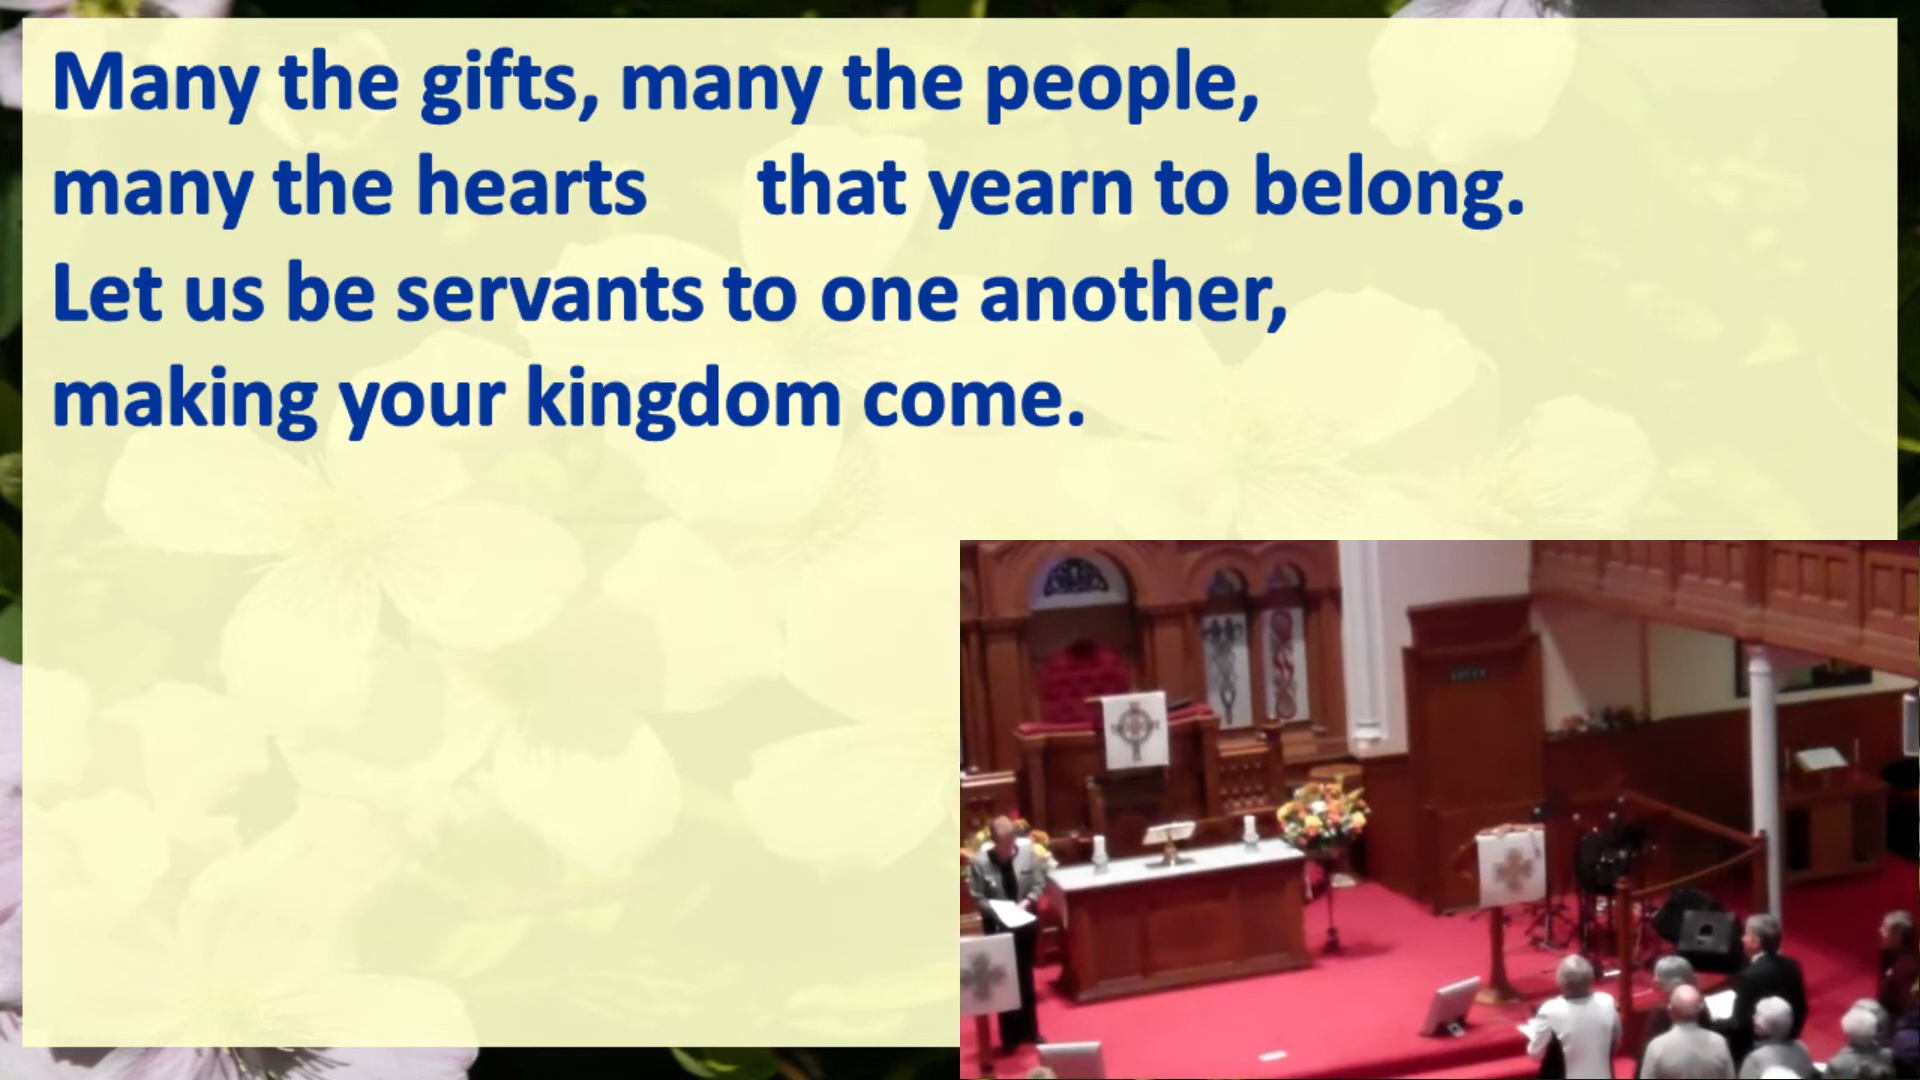 Many the gifts, many the people,
many the hearts that yearn to belong.
Let us be servants to one another,
making your kingdom come.